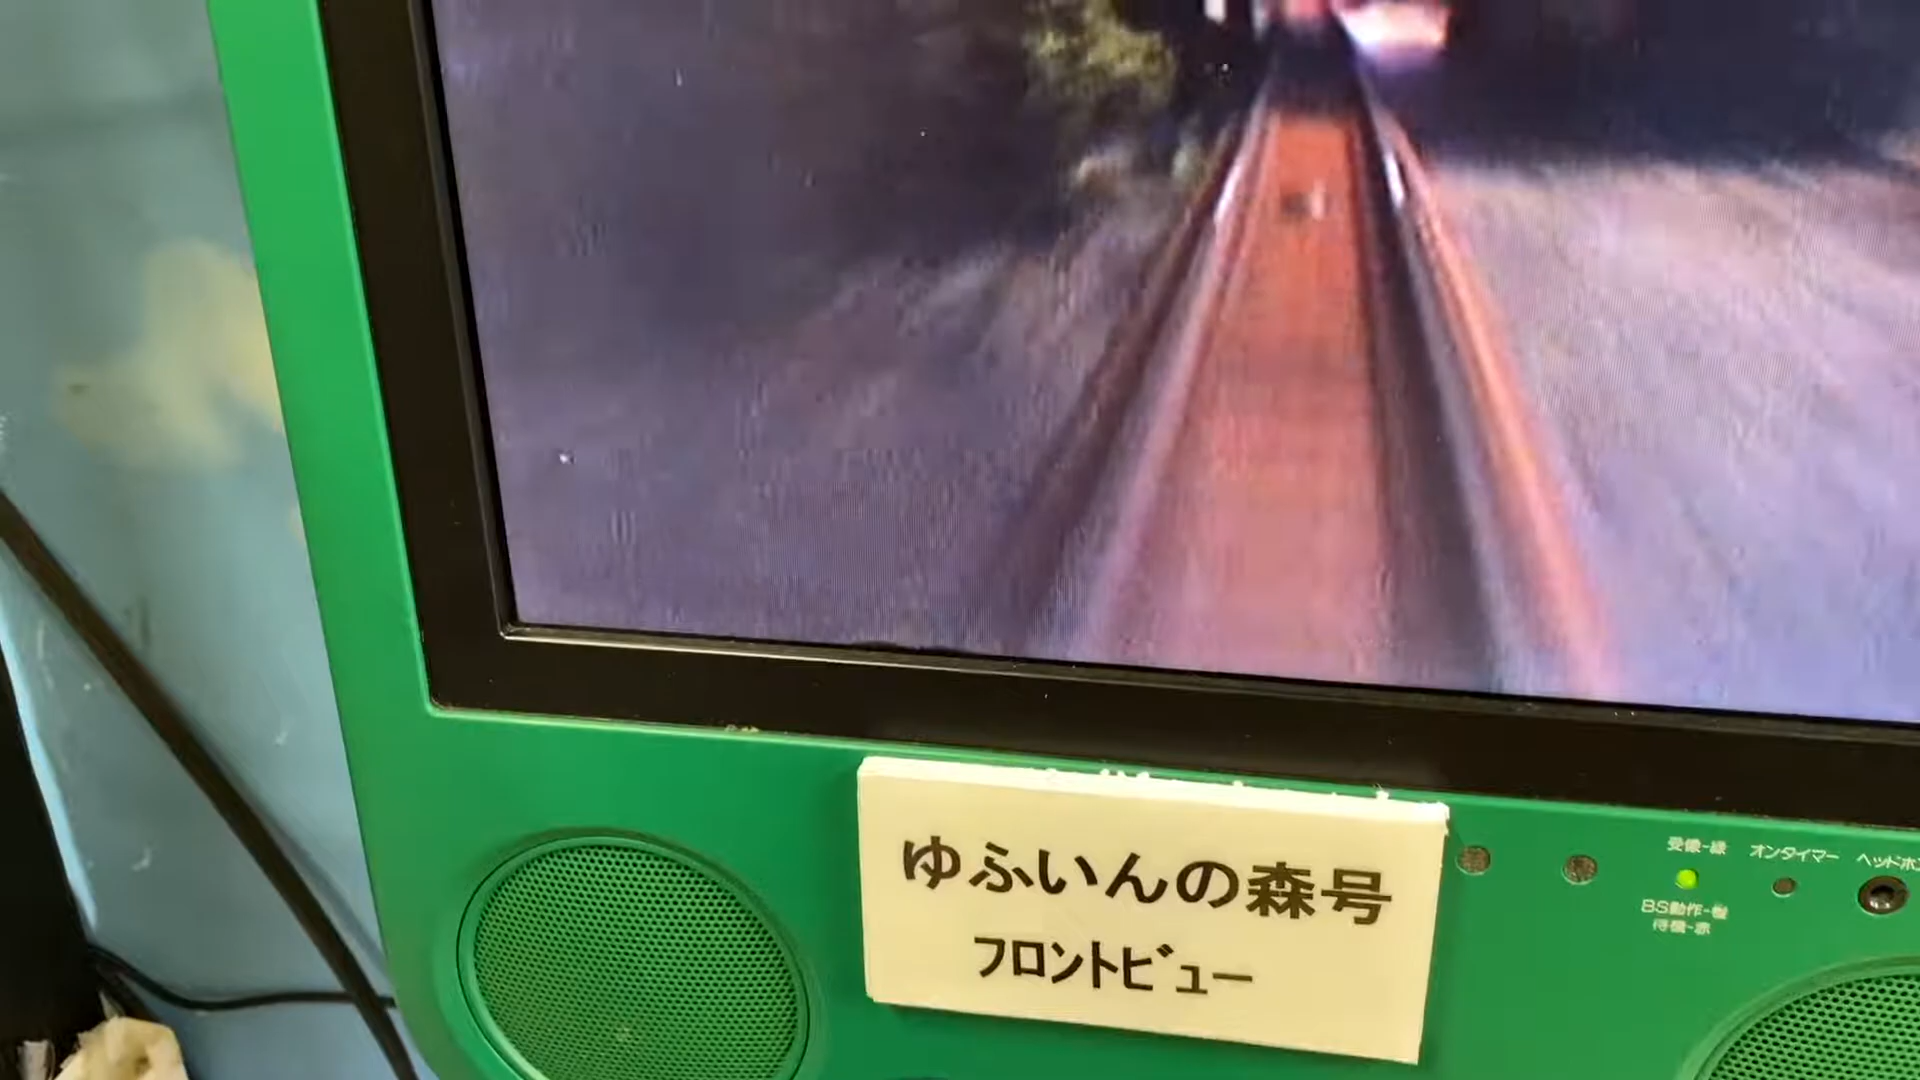 ゆふいんの森号
フロントビュー
受像-緑
オンタイマー
BS動作-橙
待機-赤